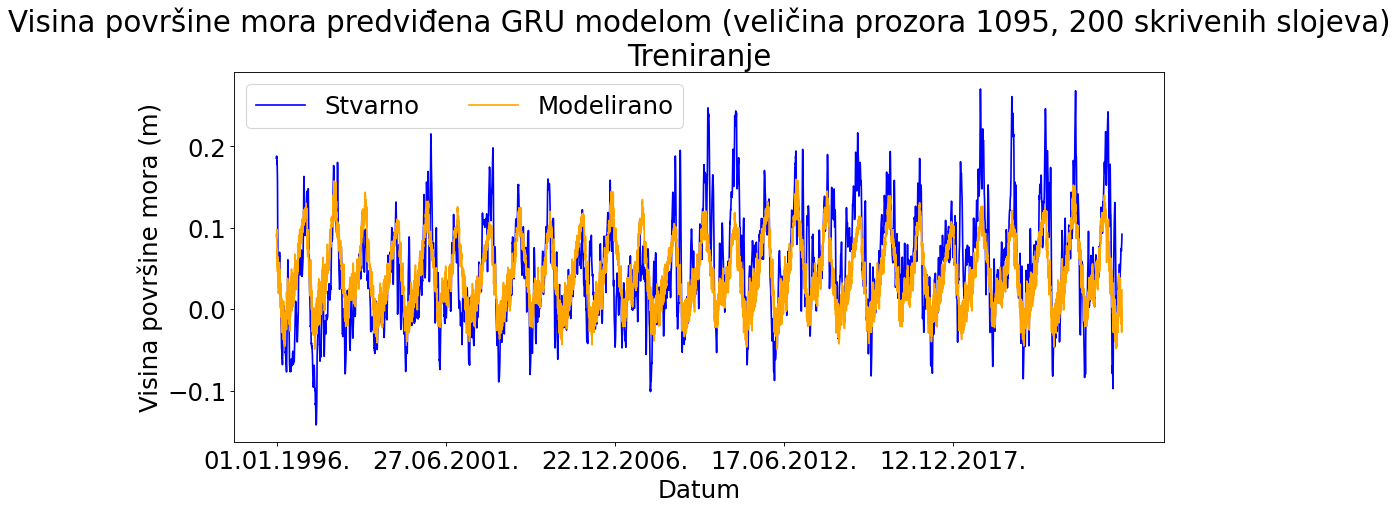 Visina površine mora predviđena GRU modelom (veličina prozora 1095, 200 skrivenih slojeva)
Treniranje
Stvarno Modelirano
Visina površine mora (m)
0.2
0.1
0.0
−0.1
01.01.1996. 27.06.2001. 22.12.2006. 17.06.2012. 12.12.2017.
Datum